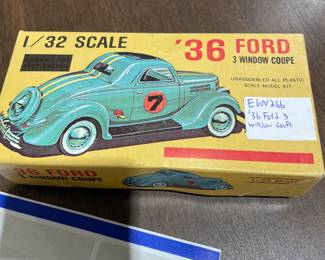 1/32 SCALE
'36 FORD
3 WINDOW COUPE
UNASSEMBLED ALL PLASTIC
SCALE MODEL KIT
7
EGN266
'36 Ford 3
window coupe
'36 FORD
3 WINDOW COUPE